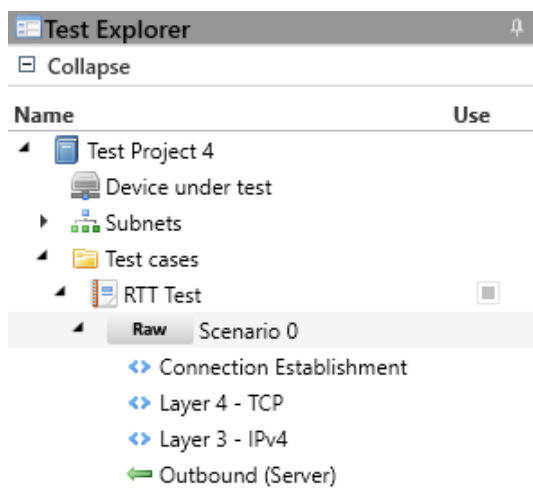 Test Explorer
Collapse
Name Use
Test Project 4
Device under test
Subnets
Test cases
RTT Test
Raw Scenario 0
Connection Establishment
Layer 4 - TCP
Layer 3 - IPv4
Outbound (Server)